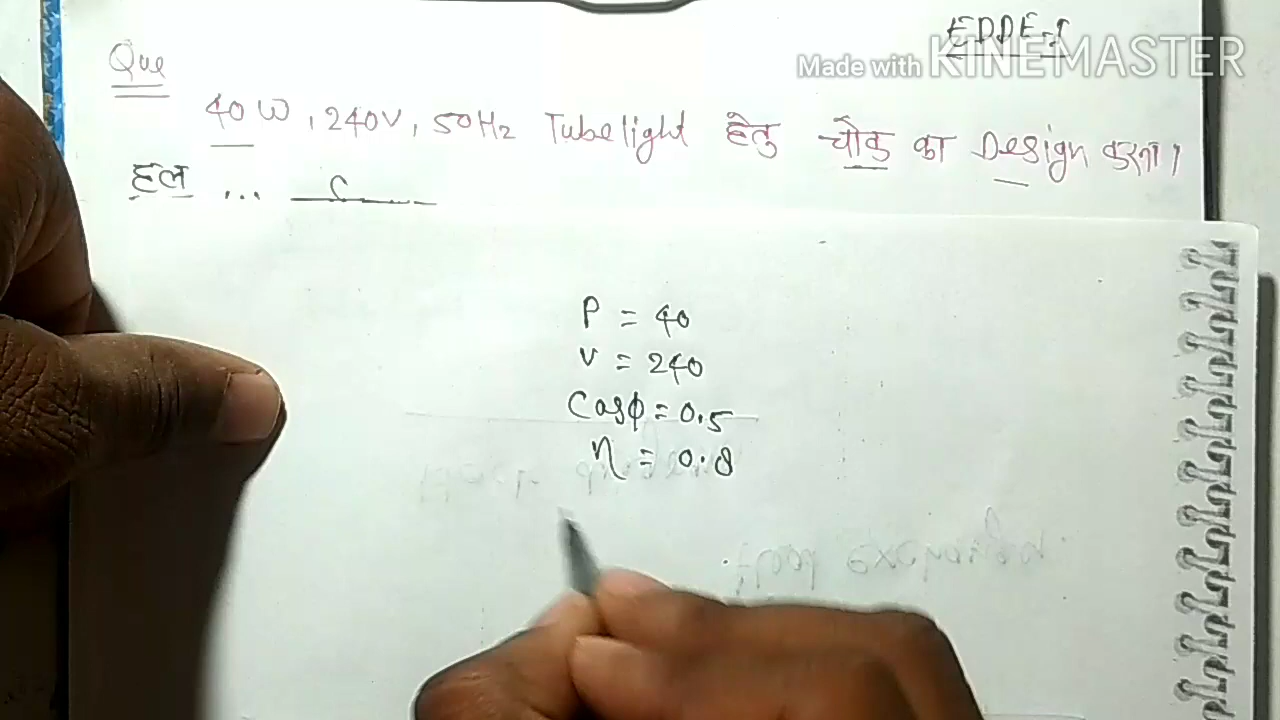 EDDE-I
Made with KINEMASTER
Que
40 W, 240V, 50Hz Tubelight हेतु चौक का Design करना।
हल ...
P = 40
V = 240
Cosϕ = 0.5
η = 0.8